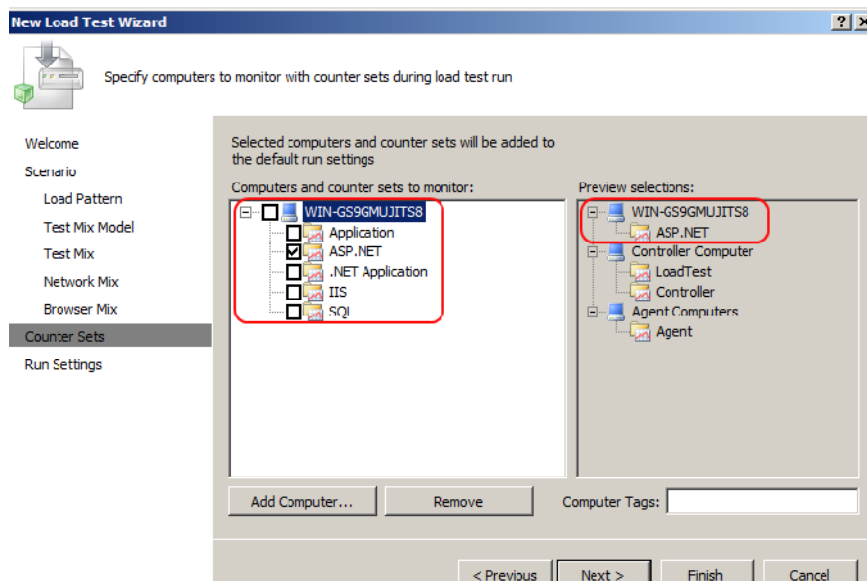 New Load Test Wizard
Specify computers to monitor with counter sets during load test run
Welcome
Scenario
Load Pattern
Test Mix Model
Test Mix
Network Mix
Browser Mix
Counter Sets
Run Settings
Selected computers and counter sets will be added to
the default run settings
Computers and counter sets to monitor:
WIN-GS9GMUJITS8
Application
ASP.NET
.NET Application
IIS
SQL
Preview selections:
WIN-GS9GMUJITS8
ASP.NET
Controller Computer
LoadTest
Controller
Agent Computers
Agent
Add Computer...
Remove
Computer Tags:
< Previous
Next >
Finish
Cancel